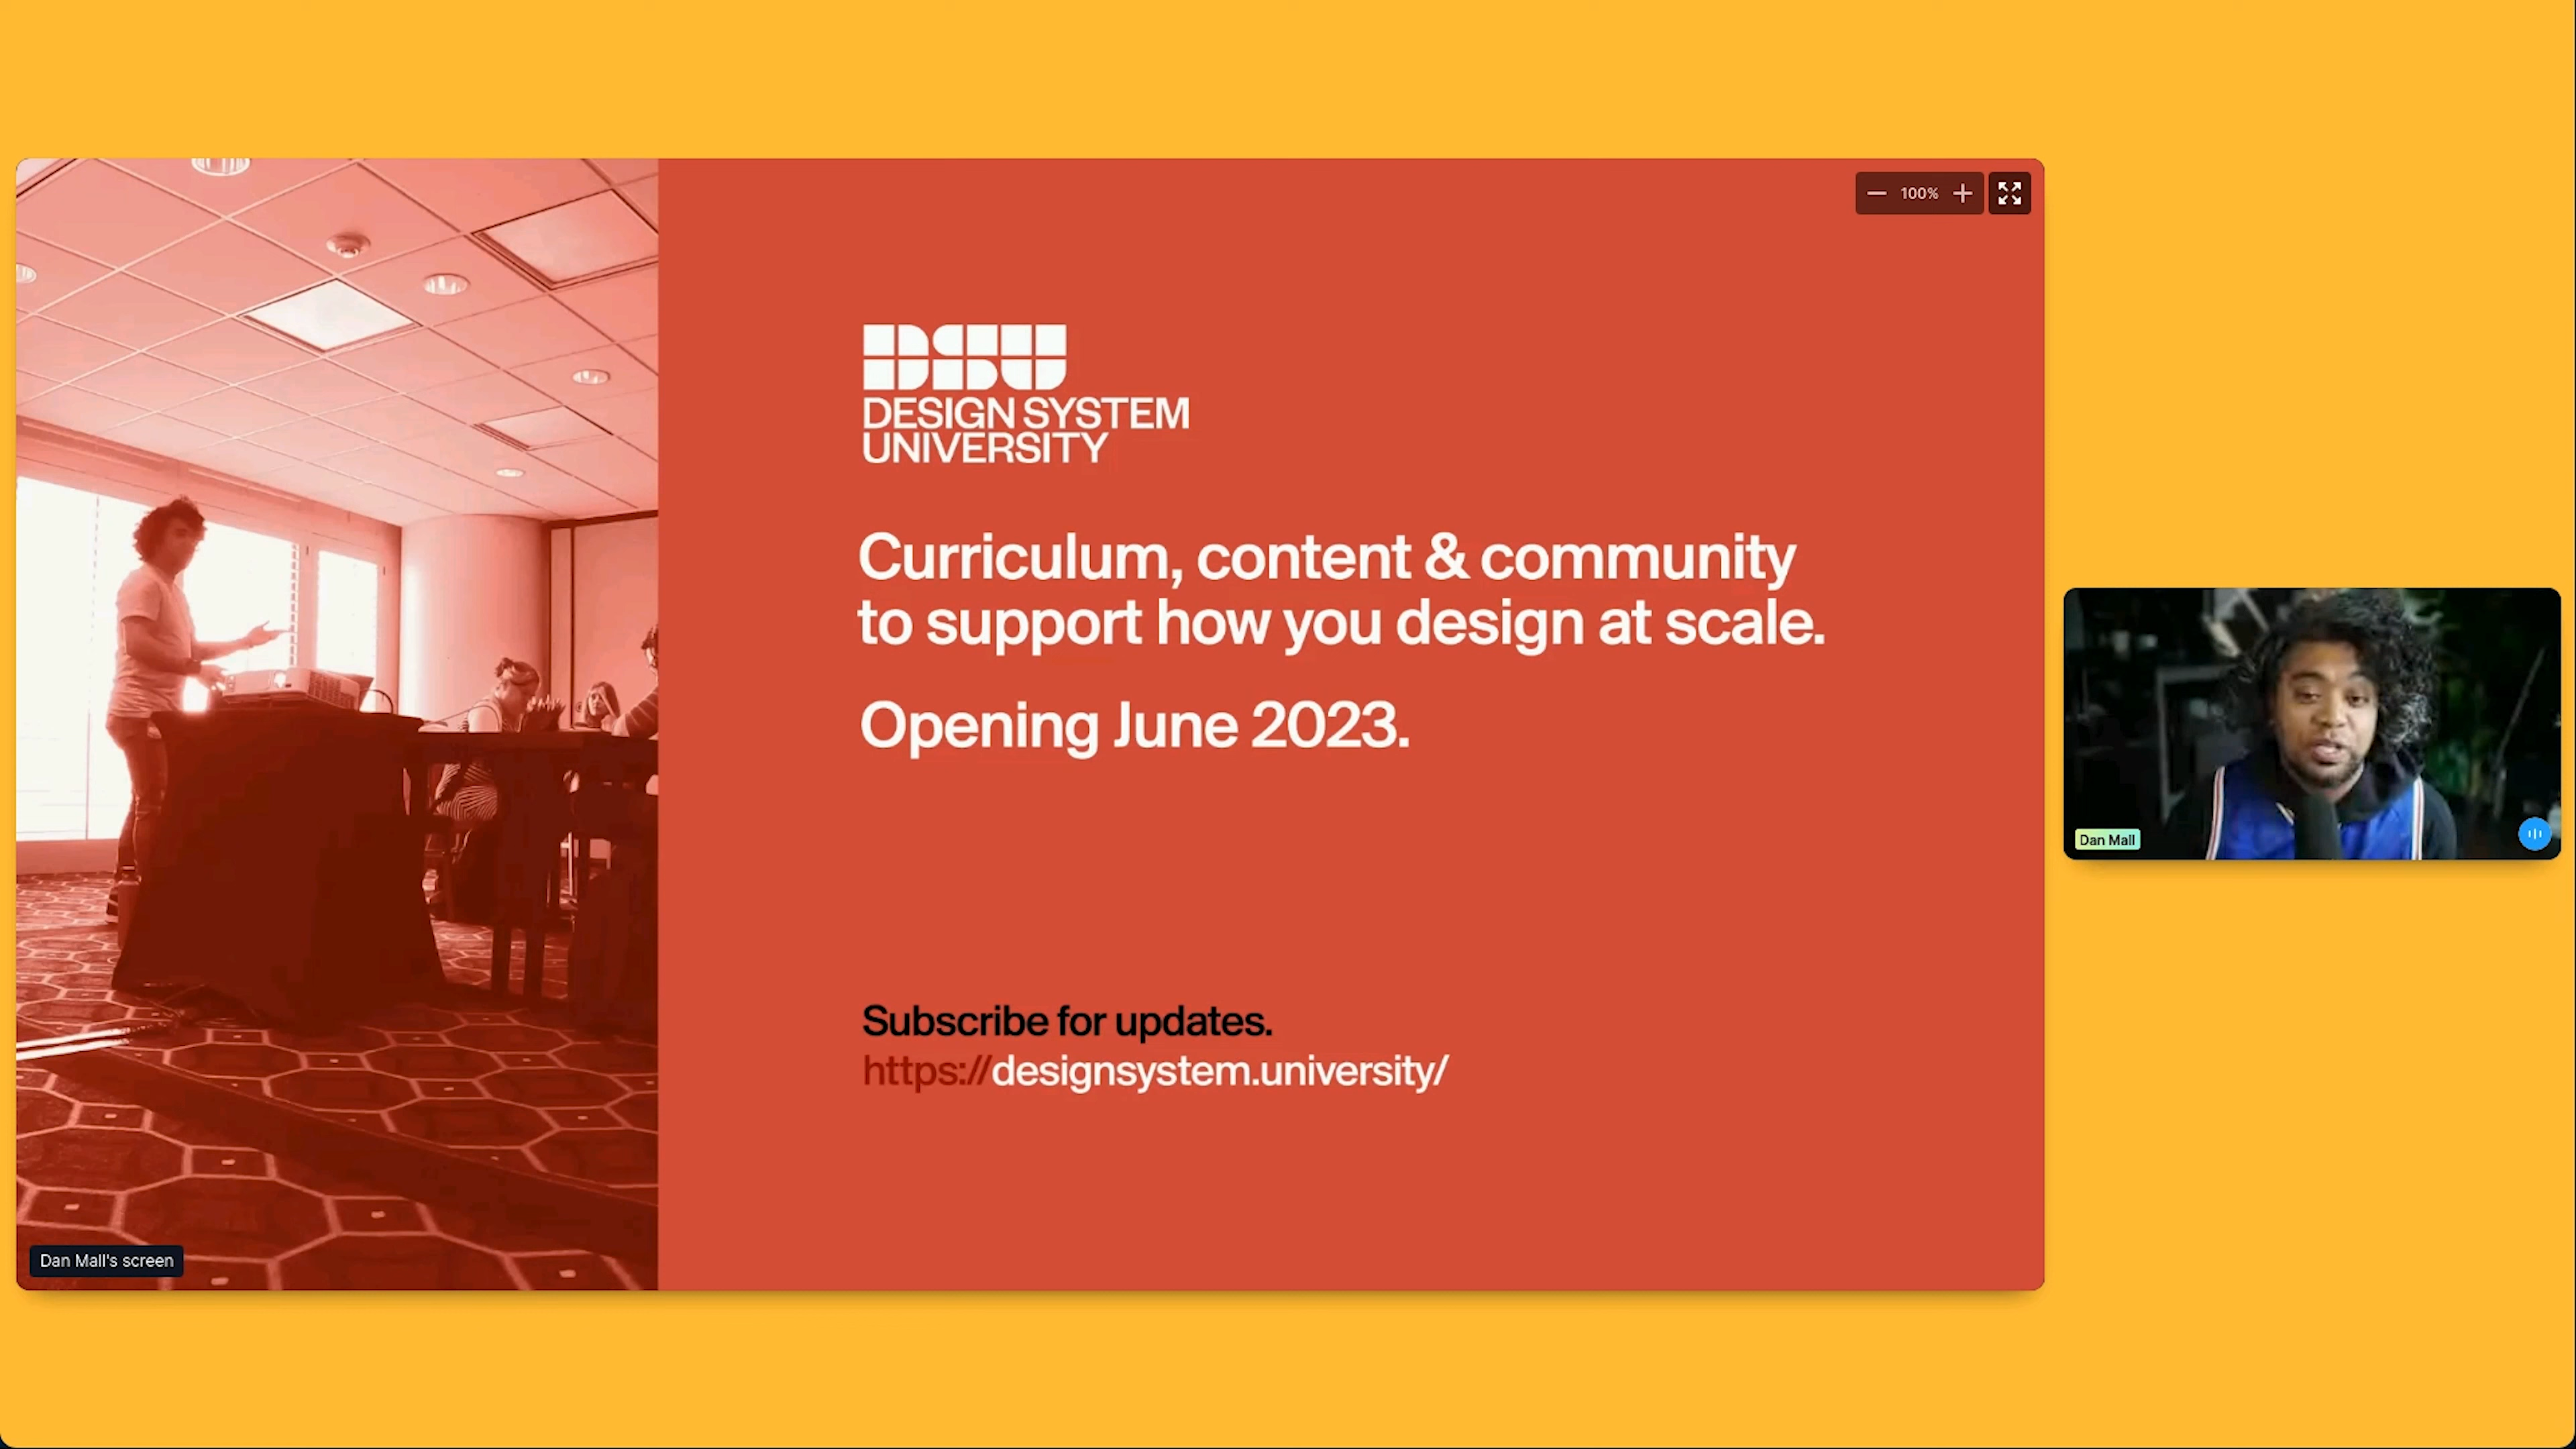 100%
DSU
DESIGN SYSTEM
UNIVERSITY
Curriculum, content & community
to support how you design at scale.
Opening June 2023.
Subscribe for updates.
https://designsystem.university/
Dan Mall's screen
Dan Mall